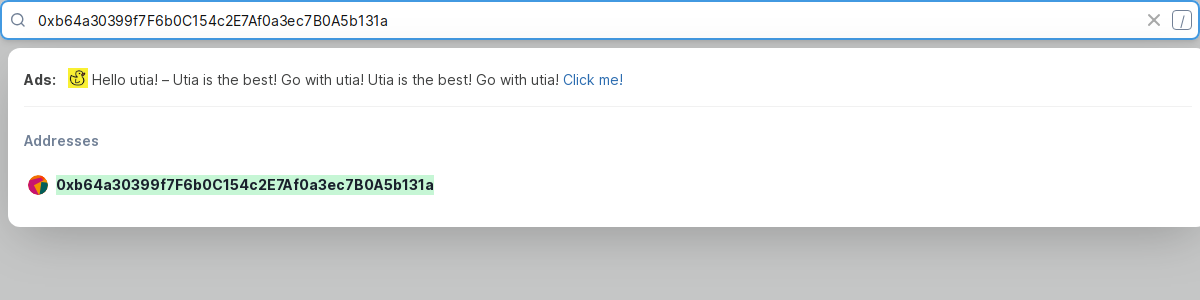 0xb64a30399f7F6b0C154c2E7Af0a3ec7B0A5b131a /
Ads: Hello utia! – Utia is the best! Go with utia! Utia is the best! Go with utia! Click me!
Addresses
0xb64a30399f7F6b0C154c2E7Af0a3ec7B0A5b131a